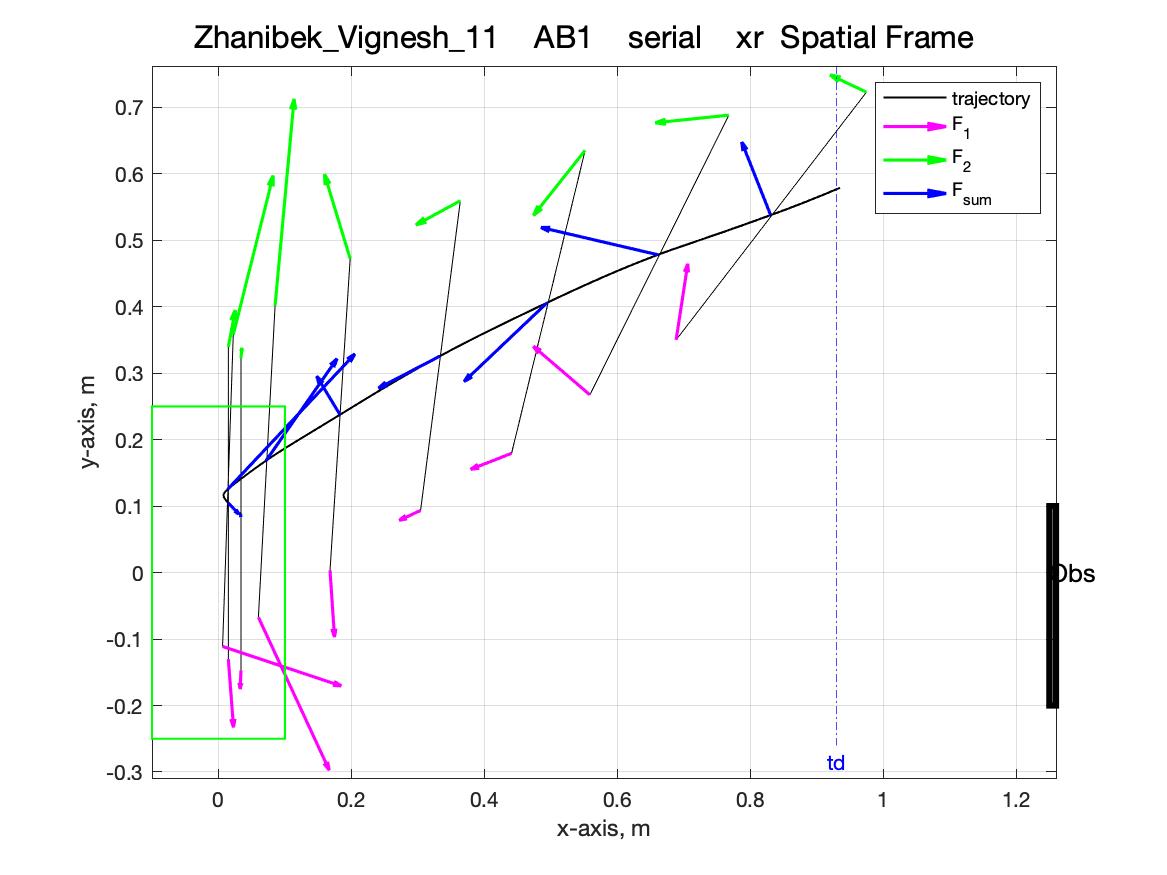 Zhanibek_Vignesh_11 AB1 serial xr Spatial Frame
trajectory
F1
F2
Fsum
0.7
0.6
0.5
0.4
0.3
0.2
0.1
0
-0.1
-0.2
-0.3
y-axis, m
Obs
td
0 0.2 0.4 0.6 0.8 1 1.2
x-axis, m